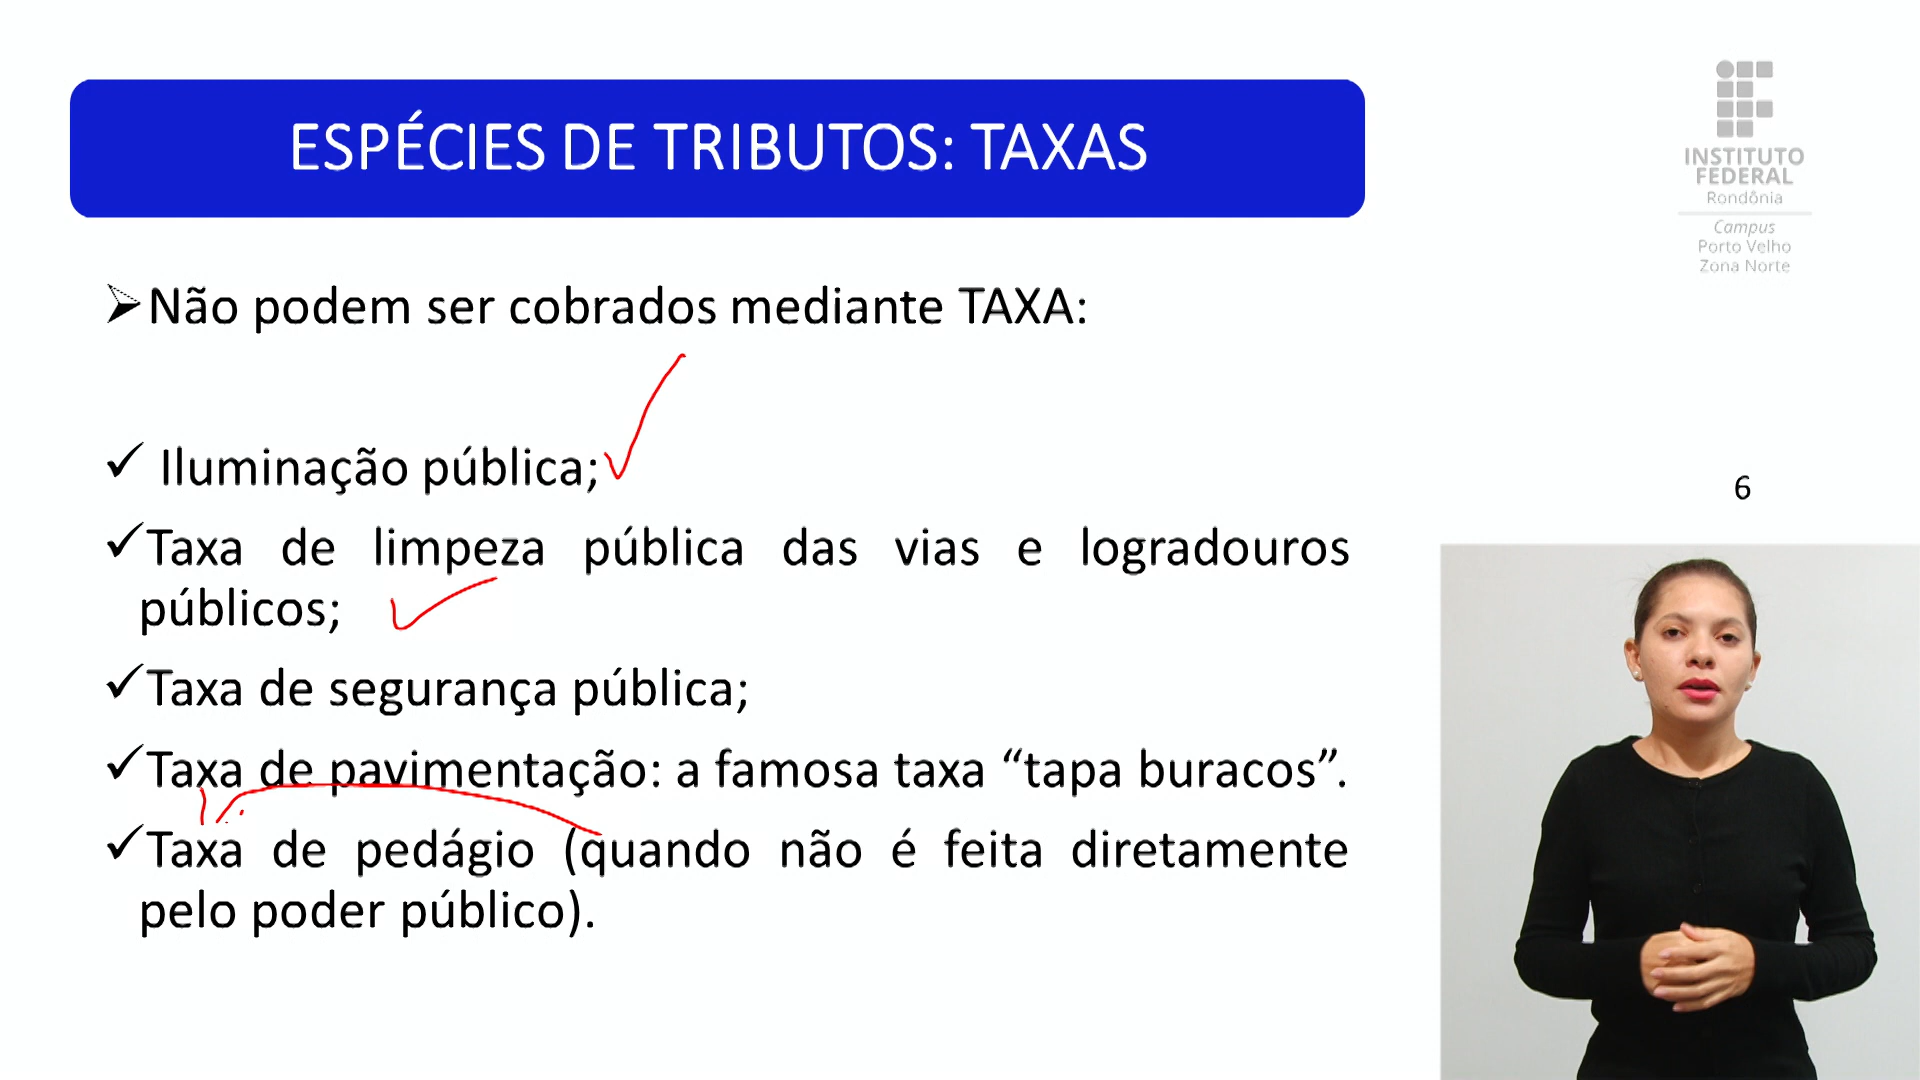 ESPÉCIES DE TRIBUTOS: TAXAS
INSTITUTO
FEDERAL
Rondônia
Campus
Porto Velho
Zona Norte
Não podem ser cobrados mediante TAXA:
Iluminação pública;
Taxa de limpeza pública das vias e logradouros
públicos;
Taxa de segurança pública;
Taxa de pavimentação: a famosa taxa “tapa buracos”.
Taxa de pedágio (quando não é feita diretamente
pelo poder público).
6